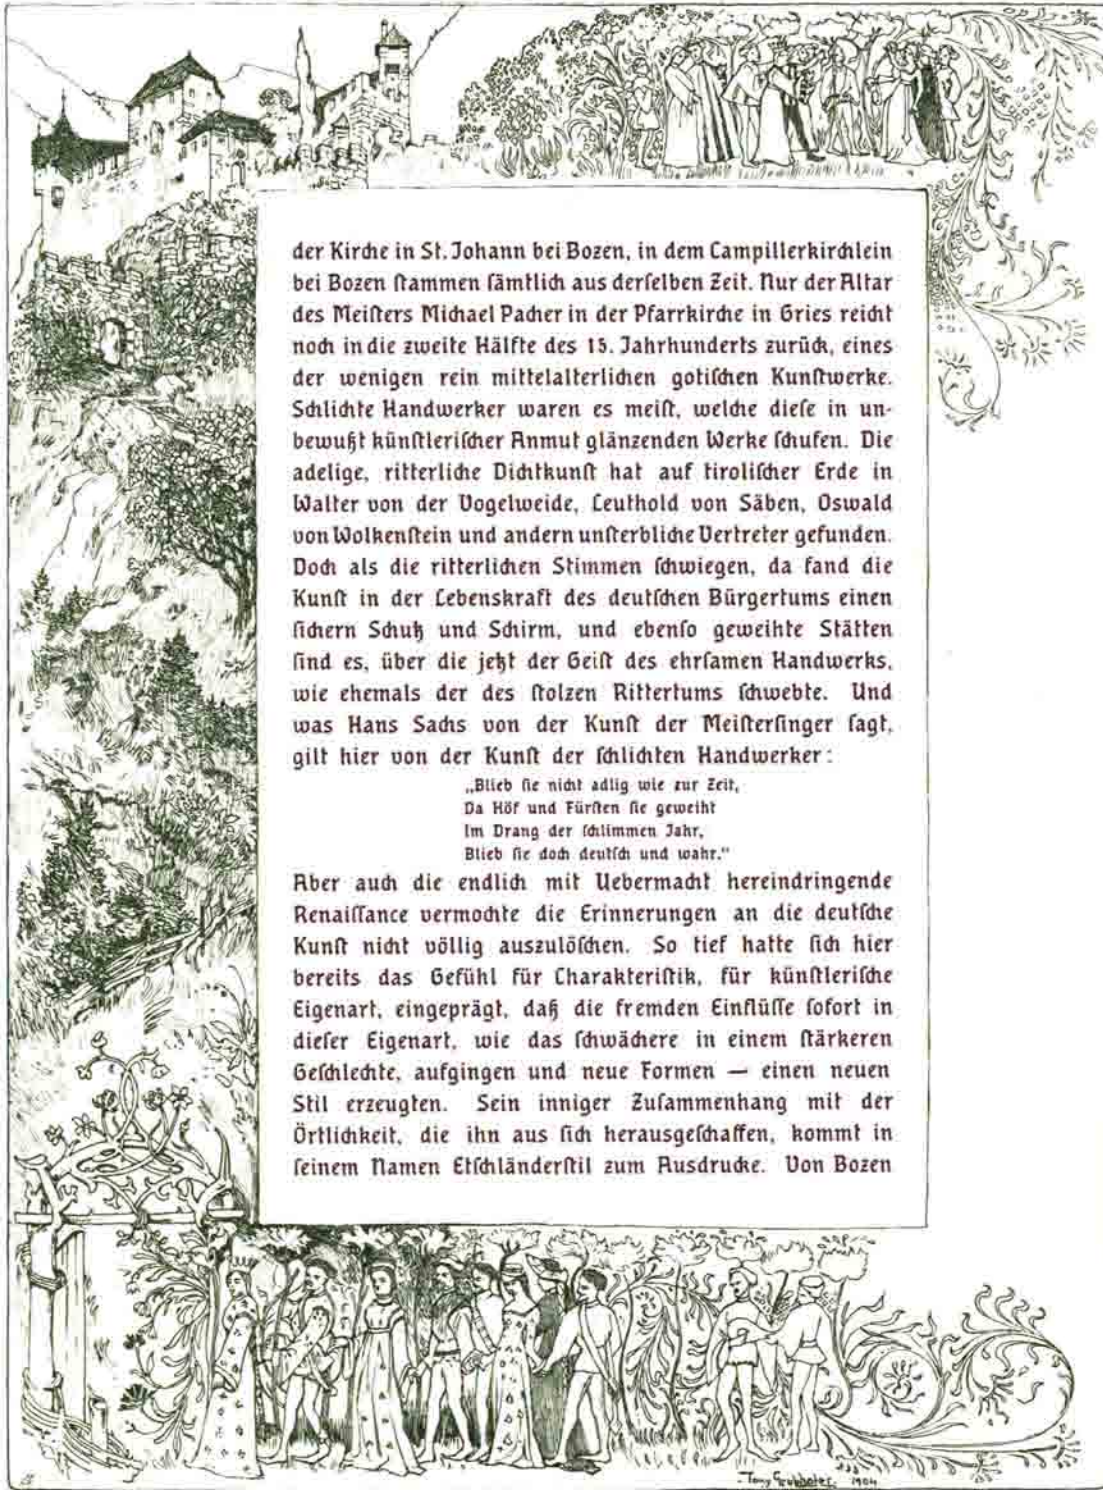 der Kirche in St. Johann bei Bozen, in dem Campillerkirchlein
bei Bozen ſtammen ſämtlich aus derſelben Zeit. Nur der Altar
des Meiſters Michael Pacher in der Pfarrkirche in Gries reicht
noch in die zweite Hälfte des 15. Jahrhunderts zurück, eines
der wenigen rein mittelalterlichen gotiſchen Kunſtwerke.
Schlichte Handwerker waren es meiſt, welche dieſe in un-
bewußt künſtleriſcher Anmut glänzenden Werke ſchufen. Die
adelige, ritterliche Dichtkunſt hat auf tiroliſcher Erde in
Walter von der Vogelweide, Leuthold von Säben, Oswald
von Wolkenſtein und andern unſterbliche Vertreter gefunden.
Doch als die ritterlichen Stimmen ſchwiegen, da fand die
Kunſt in der Lebenskraft des deutſchen Bürgertums einen
ſichern Schutz und Schirm, und ebenſo geweihte Stätten
ſind es, über die jetzt der Geiſt des ehrſamen Handwerks,
wie ehemals der des ſtolzen Rittertums ſchwebte. Und
was Hans Sachs von der Kunſt der Meiſterſinger ſagt,
gilt hier von der Kunſt der ſchlichten Handwerker:
„Blieb ſie nicht adlig wie zur Zeit,
Da Höf und Fürſten ſie geweiht
Im Drang der ſchlimmen Jahr,
Blieb ſie doch deutſch und wahr."
Aber auch die endlich mit Uebermacht hereindringende
Renaiſſance vermochte die Erinnerungen an die deutſche
Kunſt nicht völlig auszulöſchen. So tief hatte ſich hier
bereits das Gefühl für Charakteriſtik, für künſtleriſche
Eigenart, eingeprägt, daß die fremden Einflüſſe ſofort in
dieſer Eigenart, wie das ſchwächere in einem ſtärkeren
Geſchlechte, aufgingen und neue Formen — einen neuen
Stil erzeugten. Sein inniger Zuſammenhang mit der
Örtlichkeit, die ihn aus ſich herausgeſchaffen, kommt in
ſeinem Namen Etſchländerſtil zum Ausdrucke. Von Bozen
Tony Grubhofer, 1904